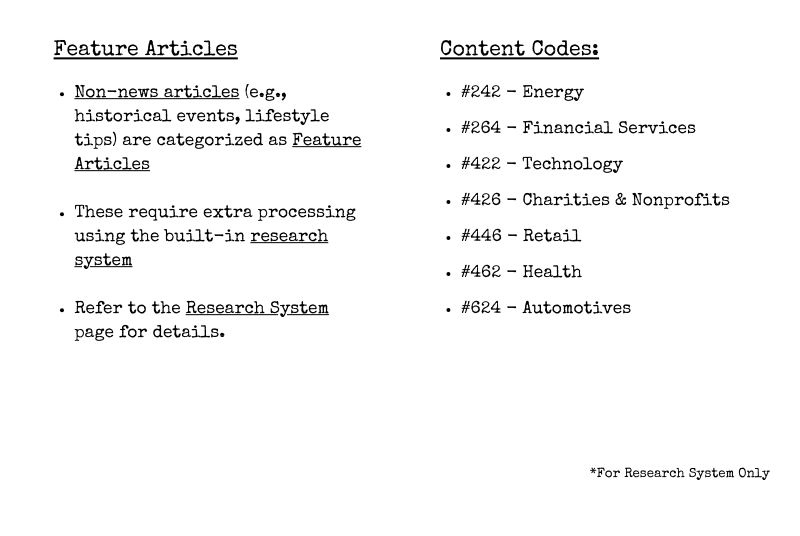 Feature Articles
• Non-news articles (e.g.,
historical events, lifestyle
tips) are categorized as Feature
Articles
• These require extra processing
using the built-in research
system
• Refer to the Research System
page for details.
Content Codes:
• #242 - Energy
• #264 - Financial Services
• #422 - Technology
• #426 - Charities & Nonprofits
• #446 - Retail
• #462 - Health
• #624 - Automotives
*For Research System Only